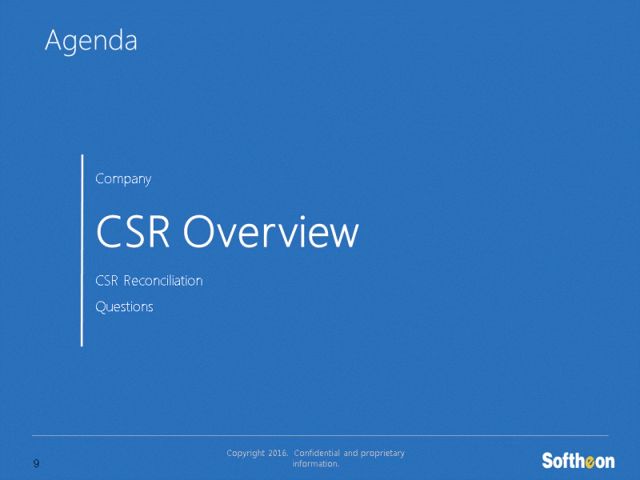 Agenda
Company
CSR Overview
CSR Reconciliation
Questions
Copyright 2016. Confidential and proprietary
information.
9
Softheon